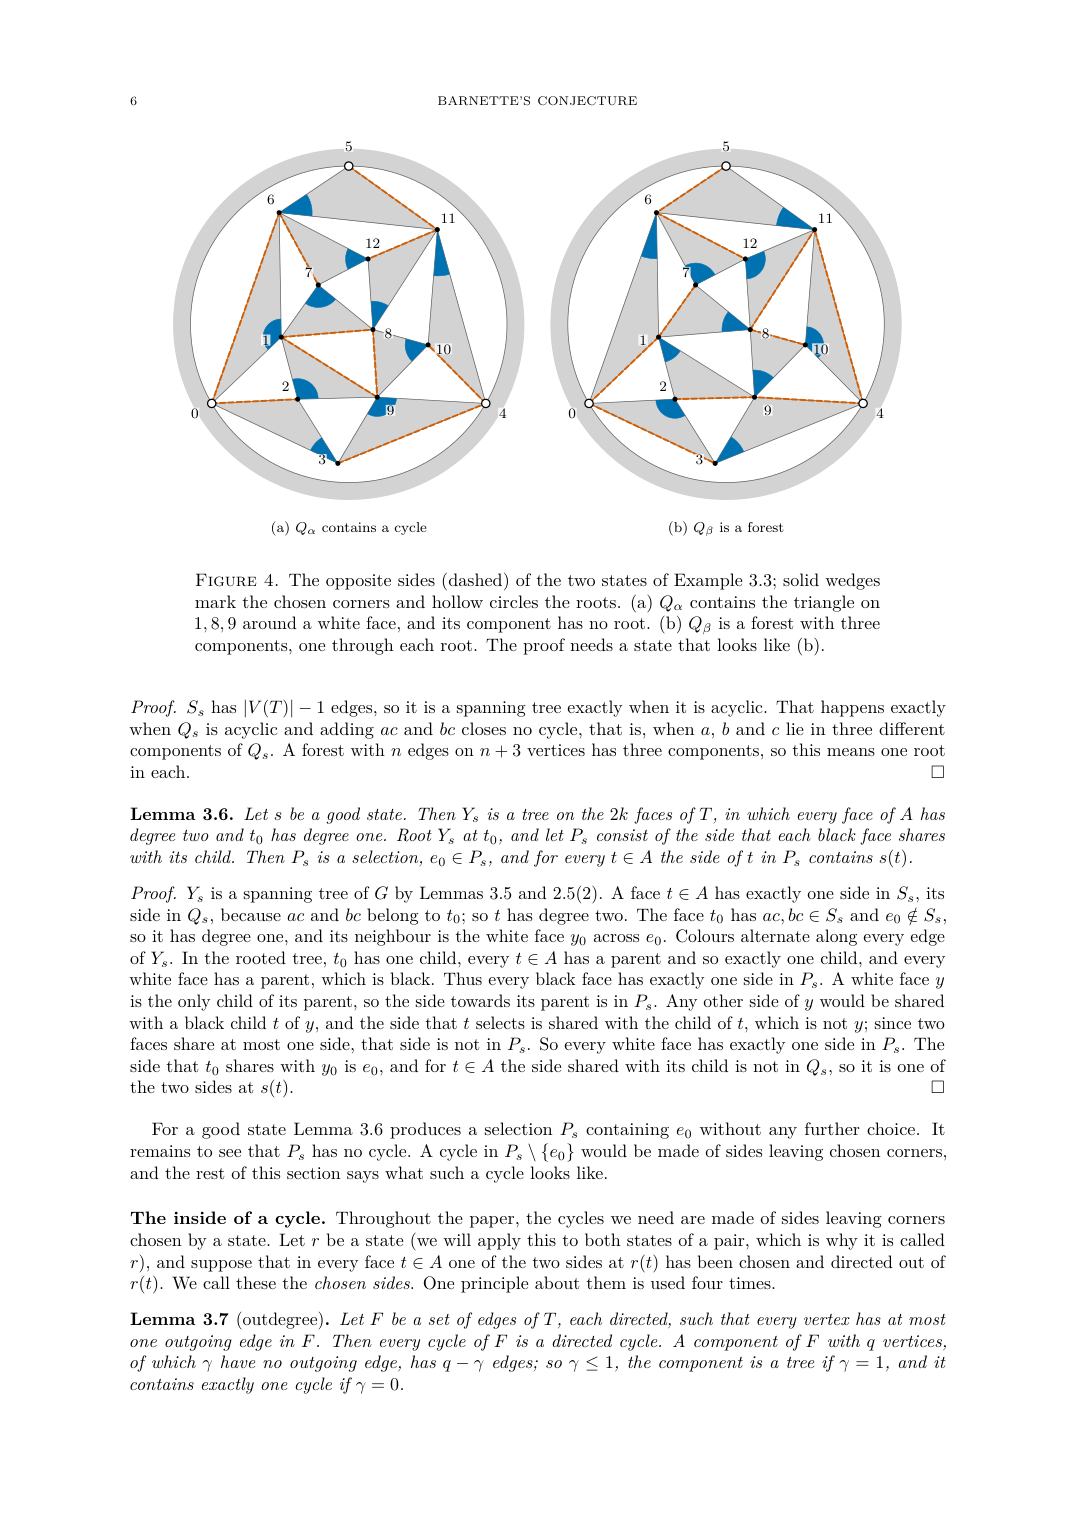 6 BARNETTE'S CONJECTURE
5 5
6 11 6 11
12 12
7 7
1 8 10 1 8 10
2 9 2 9
0 4 0 4
3 3
(a) Qα contains a cycle (b) Qβ is a forest
FIGURE 4. The opposite sides (dashed) of the two states of Example 3.3; solid wedges
mark the chosen corners and hollow circles the roots. (a) Qα contains the triangle on
1, 8, 9 around a white face, and its component has no root. (b) Qβ is a forest with three
components, one through each root. The proof needs a state that looks like (b).
Proof. Sₛ has |V(T)| − 1 edges, so it is a spanning tree exactly when it is acyclic. That happens exactly
when Qₛ is acyclic and adding ac and bc closes no cycle, that is, when a, b and c lie in three different
components of Qₛ. A forest with n edges on n + 3 vertices has three components, so this means one root
in each. □
Lemma 3.6. Let s be a good state. Then Yₛ is a tree on the 2k faces of T, in which every face of A has
degree two and t₀ has degree one. Root Yₛ at t₀, and let Pₛ consist of the side that each black face shares
with its child. Then Pₛ is a selection, e₀ ∈ Pₛ, and for every t ∈ A the side of t in Pₛ contains s(t).
Proof. Yₛ is a spanning tree of G by Lemmas 3.5 and 2.5(2). A face t ∈ A has exactly one side in Sₛ, its
side in Qₛ, because ac and bc belong to t₀; so t has degree two. The face t₀ has ac, bc ∈ Sₛ and e₀ ∉ Sₛ,
so it has degree one, and its neighbour is the white face y₀ across e₀. Colours alternate along every edge
of Yₛ. In the rooted tree, t₀ has one child, every t ∈ A has a parent and so exactly one child, and every
white face has a parent, which is black. Thus every black face has exactly one side in Pₛ. A white face y
is the only child of its parent, so the side towards its parent is in Pₛ. Any other side of y would be shared
with a black child t of y, and the side that t selects is shared with the child of t, which is not y; since two
faces share at most one side, that side is not in Pₛ. So every white face has exactly one side in Pₛ. The
side that t₀ shares with y₀ is e₀, and for t ∈ A the side shared with its child is not in Qₛ, so it is one of
the two sides at s(t). □
For a good state Lemma 3.6 produces a selection Pₛ containing e₀ without any further choice. It
remains to see that Pₛ has no cycle. A cycle in Pₛ \ {e₀} would be made of sides leaving chosen corners,
and the rest of this section says what such a cycle looks like.
The inside of a cycle. Throughout the paper, the cycles we need are made of sides leaving corners
chosen by a state. Let r be a state (we will apply this to both states of a pair, which is why it is called
r), and suppose that in every face t ∈ A one of the two sides at r(t) has been chosen and directed out of
r(t). We call these the chosen sides. One principle about them is used four times.
Lemma 3.7 (outdegree). Let F be a set of edges of T, each directed, such that every vertex has at most
one outgoing edge in F. Then every cycle of F is a directed cycle. A component of F with q vertices,
of which γ have no outgoing edge, has q − γ edges; so γ ≤ 1, the component is a tree if γ = 1, and it
contains exactly one cycle if γ = 0.